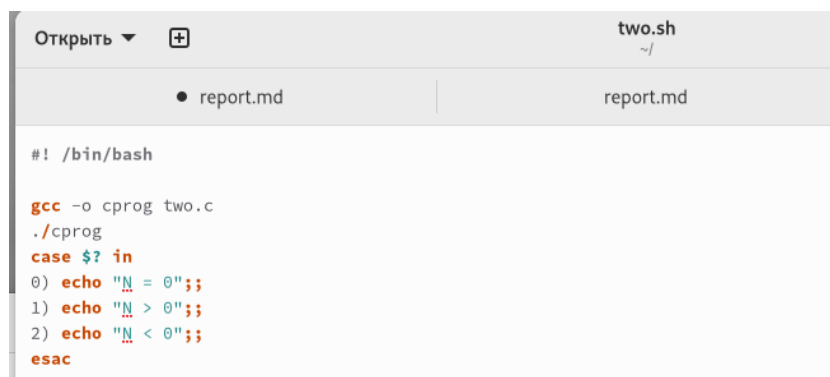 Открыть
two.sh
~/
report.md
report.md
#! /bin/bash
gcc -o cprog two.c
./cprog
case $? in
0) echo "N = 0";;
1) echo "N > 0";;
2) echo "N < 0";;
esac